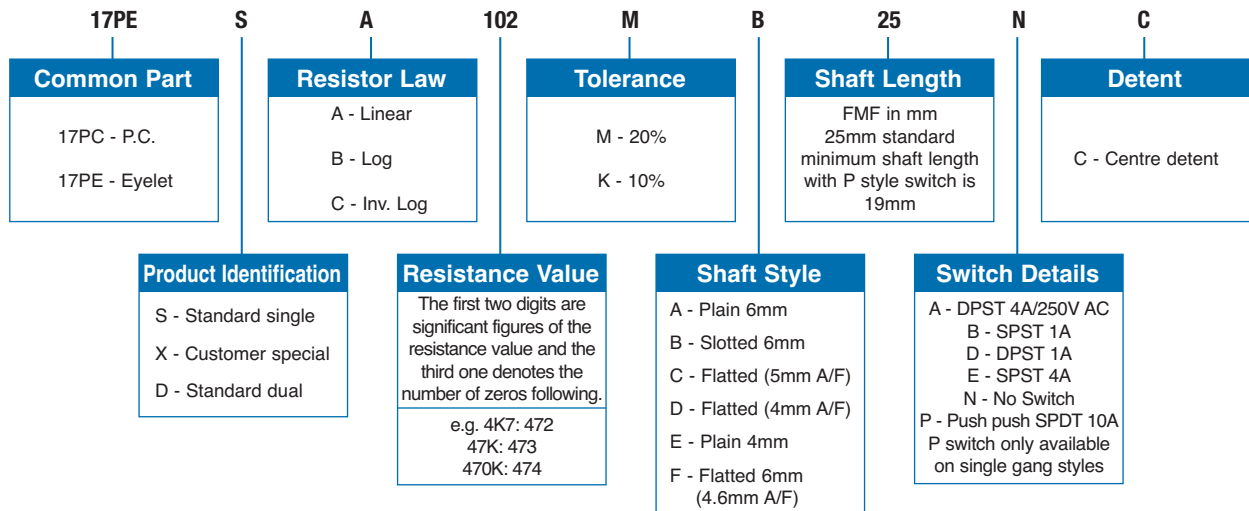 17PE S A 102 M B 25 N C
Common Part
17PC - P.C.
17PE - Eyelet
Resistor Law
A - Linear
B - Log
C - Inv. Log
Tolerance
M - 20%
K - 10%
Shaft Length
FMF in mm
25mm standard
minimum shaft length
with P style switch is
19mm
Detent
C - Centre detent
Product Identification
S - Standard single
X - Customer special
D - Standard dual
Resistance Value
The first two digits are
significant figures of the
resistance value and the
third one denotes the
number of zeros following.
e.g. 4K7: 472
47K: 473
470K: 474
Shaft Style
A - Plain 6mm
B - Slotted 6mm
C - Flatted (5mm A/F)
D - Flatted (4mm A/F)
E - Plain 4mm
F - Flatted 6mm
(4.6mm A/F)
Switch Details
A - DPST 4A/250V AC
B - SPST 1A
D - DPST 1A
E - SPST 4A
N - No Switch
P - Push push SPDT 10A
P switch only available
on single gang styles